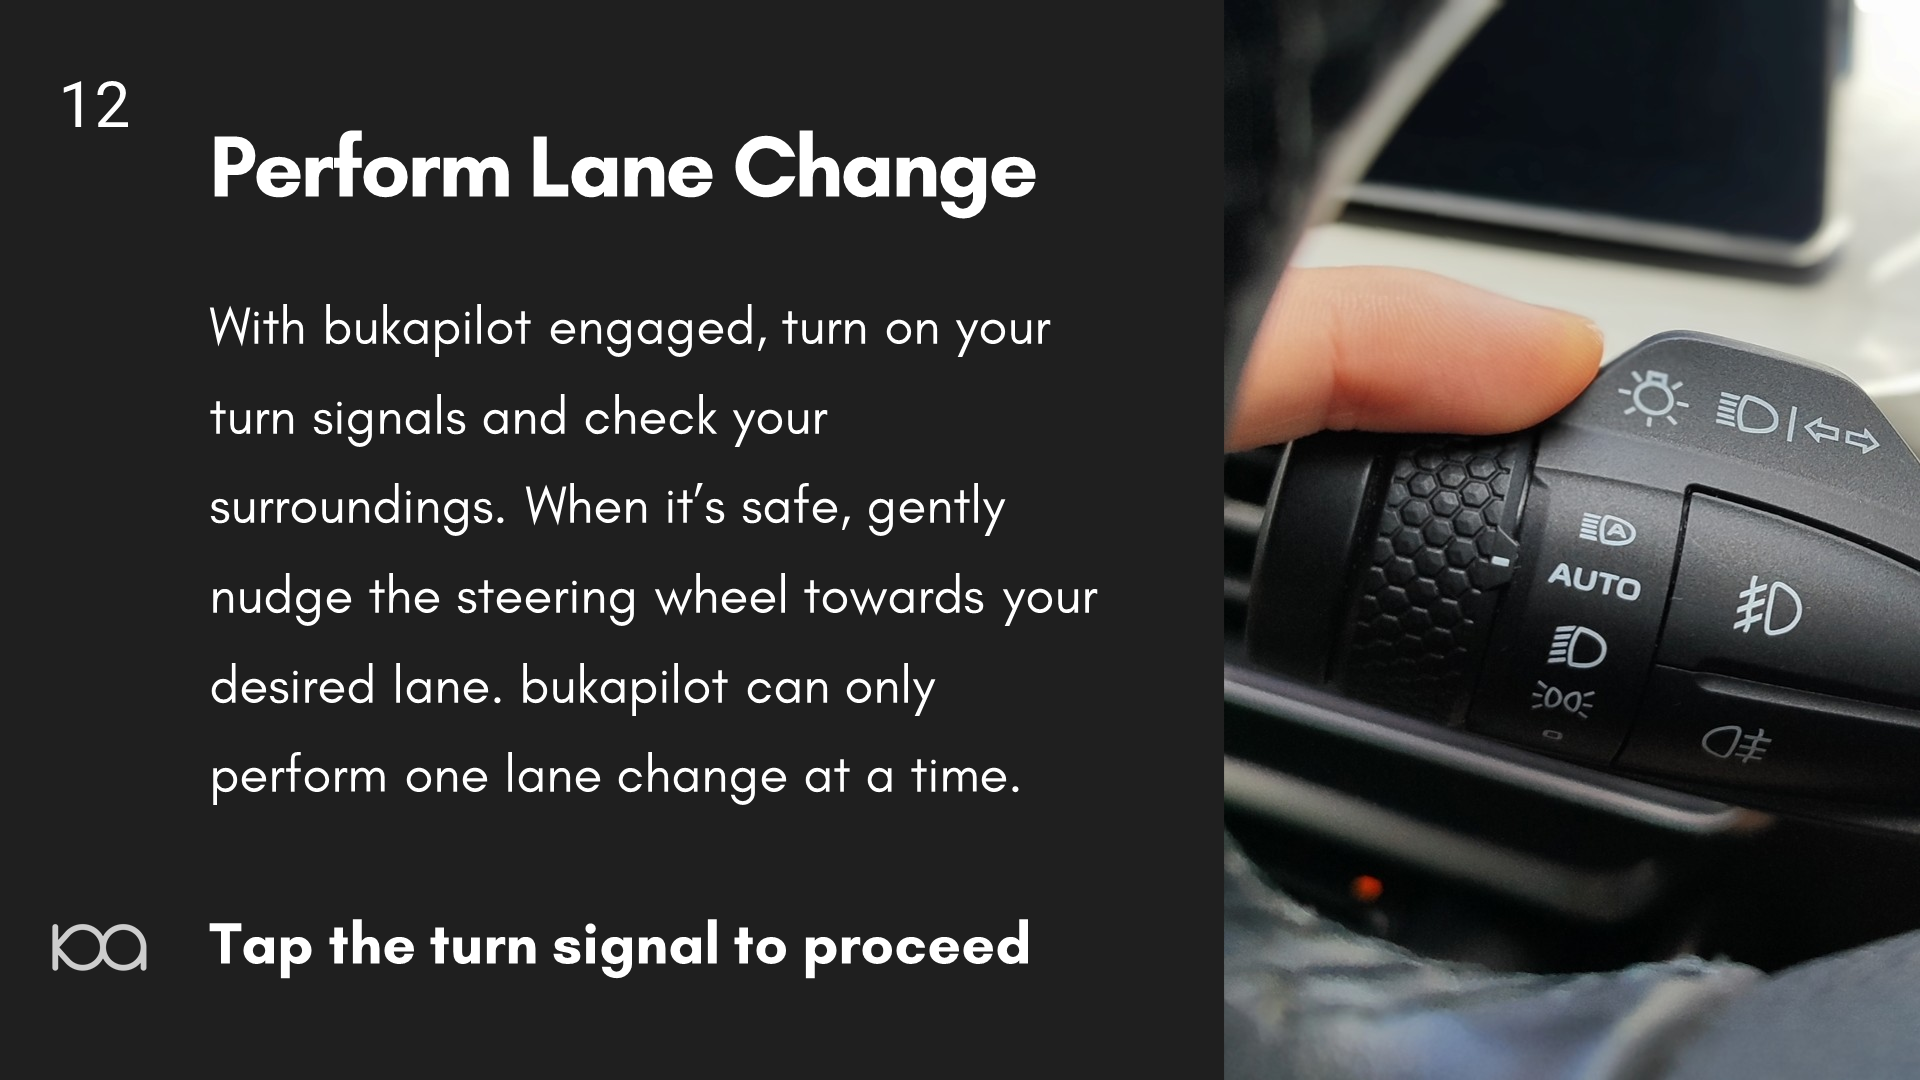 12
Perform Lane Change
With bukapilot engaged, turn on your
turn signals and check your
surroundings. When it’s safe, gently
nudge the steering wheel towards your
desired lane. bukapilot can only
perform one lane change at a time.
ka Tap the turn signal to proceed
AUTO